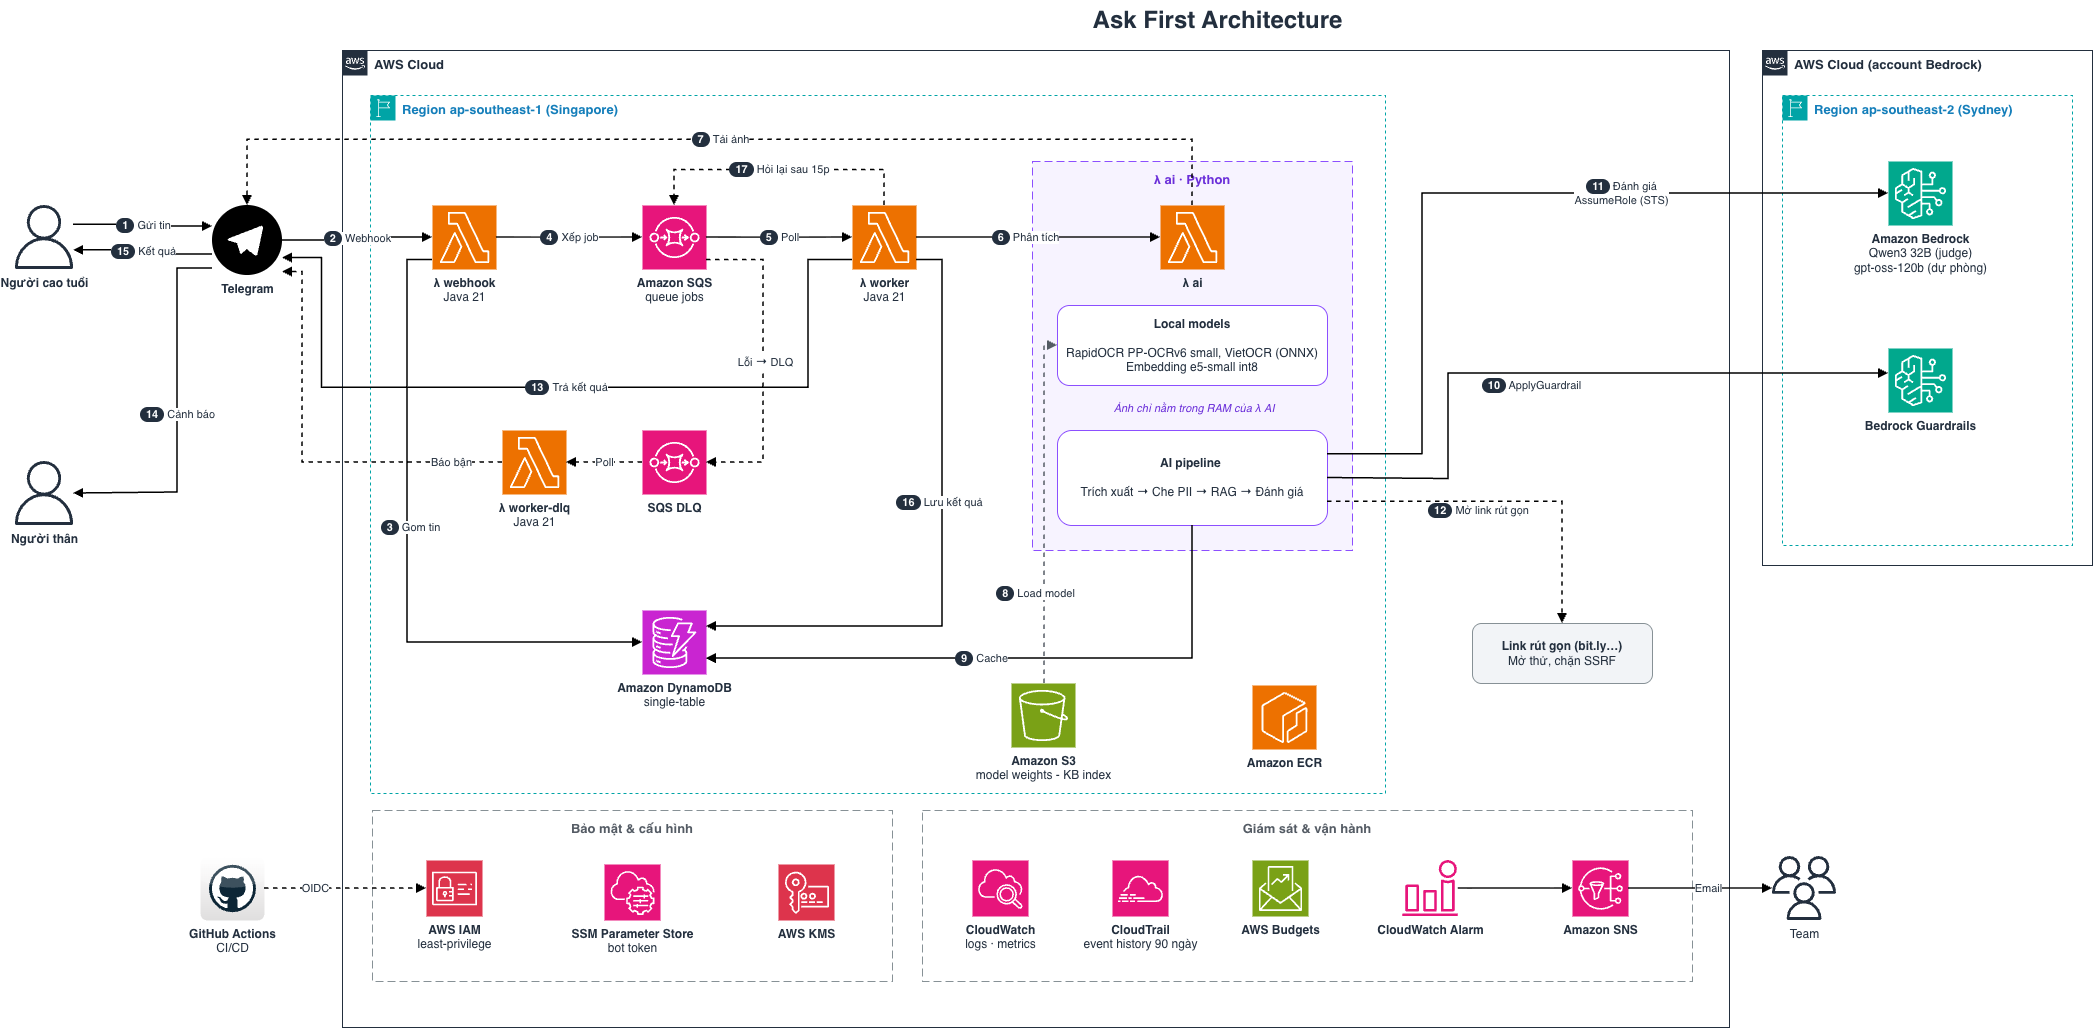 Ask First Architecture
aws
AWS Cloud
aws
AWS Cloud (account Bedrock)
Region ap-southeast-1 (Singapore)
Region ap-southeast-2 (Sydney)
7 Tải ảnh
17 Hỏi lại sau 15p
λ ai · Python
11 Đánh giá
AssumeRole (STS)
1 Gửi tin
15 Kết quả
2 Webhook
4 Xếp job
5 Poll
6 Phân tích
Người cao tuổi
Telegram
λ webhook
Java 21
Amazon SQS
queue jobs
λ worker
Java 21
λ ai
Amazon Bedrock
Qwen3 32B (judge)
gpt-oss-120b (dự phòng)
Local models
RapidOCR PP-OCRv6 small, VietOCR (ONNX)
Embedding e5-small int8
Lỗi → DLQ
13 Trả kết quả
10 ApplyGuardrail
14 Cảnh báo
Ảnh chỉ nằm trong RAM của λ AI
Bedrock Guardrails
Báo bận
Poll
AI pipeline
Trích xuất → Che PII → RAG → Đánh giá
λ worker-dlq
Java 21
SQS DLQ
16 Lưu kết quả
12 Mở link rút gọn
3 Gom tin
Người thân
8 Load model
9 Cache
Link rút gọn (bit.ly...)
Mở thử, chặn SSRF
Amazon DynamoDB
single-table
Amazon S3
model weights - KB index
Amazon ECR
Bảo mật & cấu hình
Giám sát & vận hành
OIDC
Email
GitHub Actions
CI/CD
AWS IAM
least-privilege
SSM Parameter Store
bot token
AWS KMS
CloudWatch
logs · metrics
CloudTrail
event history 90 ngày
AWS Budgets
CloudWatch Alarm
Amazon SNS
Team